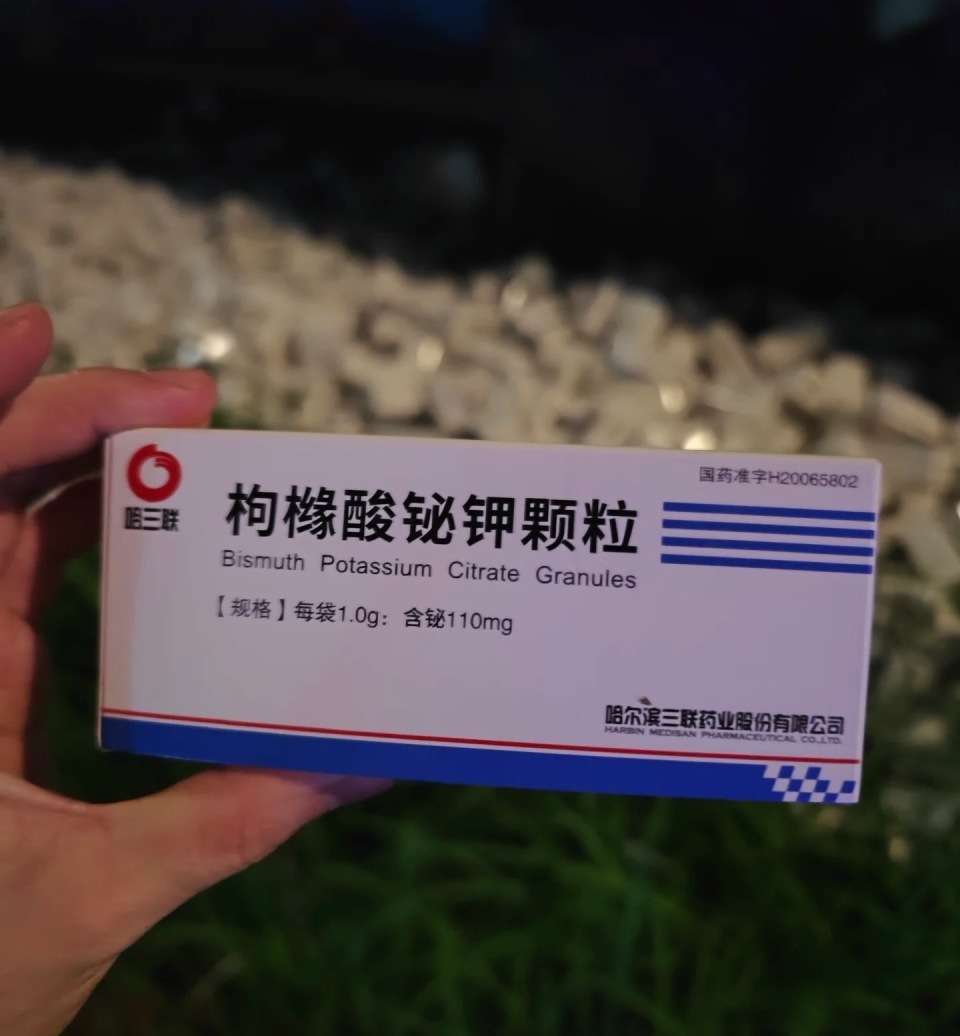 国药准字H20065802
哈三联
枸橼酸铋钾颗粒
Bismuth Potassium Citrate Granules
【规格】每袋1.0g：含铋110mg
哈尔滨三联药业股份有限公司
HARBIN MEDISAN PHARMACEUTICAL CO.,LTD.